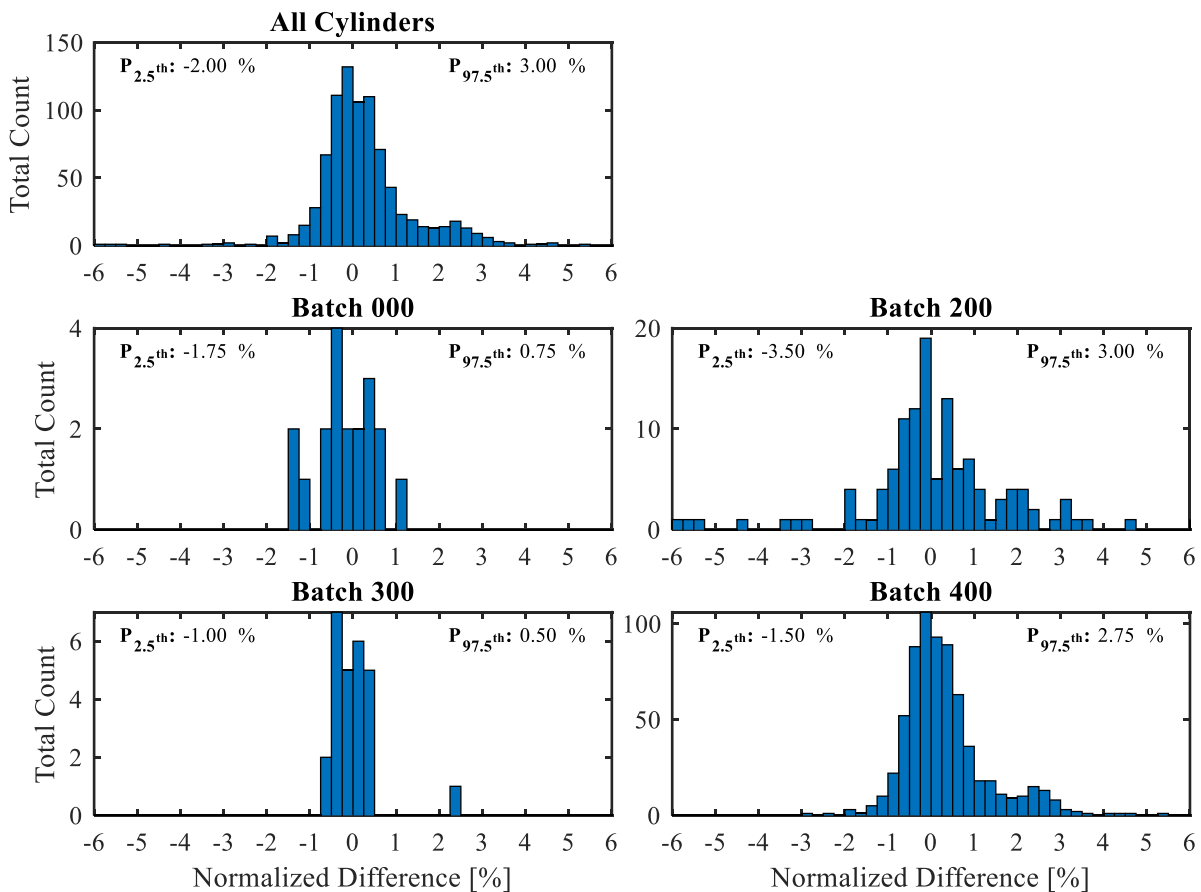 All Cylinders
P2.5th: -2.00 %
P97.5th: 3.00 %
150
100
50
0
Total Count
-6 -5 -4 -3 -2 -1 0 1 2 3 4 5 6
Batch 000
P2.5th: -1.75 %
P97.5th: 0.75 %
4
2
0
Total Count
-6 -5 -4 -3 -2 -1 0 1 2 3 4 5 6
Batch 200
P2.5th: -3.50 %
P97.5th: 3.00 %
20
10
0
-6 -5 -4 -3 -2 -1 0 1 2 3 4 5 6
Batch 300
P2.5th: -1.00 %
P97.5th: 0.50 %
6
4
2
0
Total Count
-6 -5 -4 -3 -2 -1 0 1 2 3 4 5 6
Normalized Difference [%]
Batch 400
P2.5th: -1.50 %
P97.5th: 2.75 %
100
50
0
-6 -5 -4 -3 -2 -1 0 1 2 3 4 5 6
Normalized Difference [%]